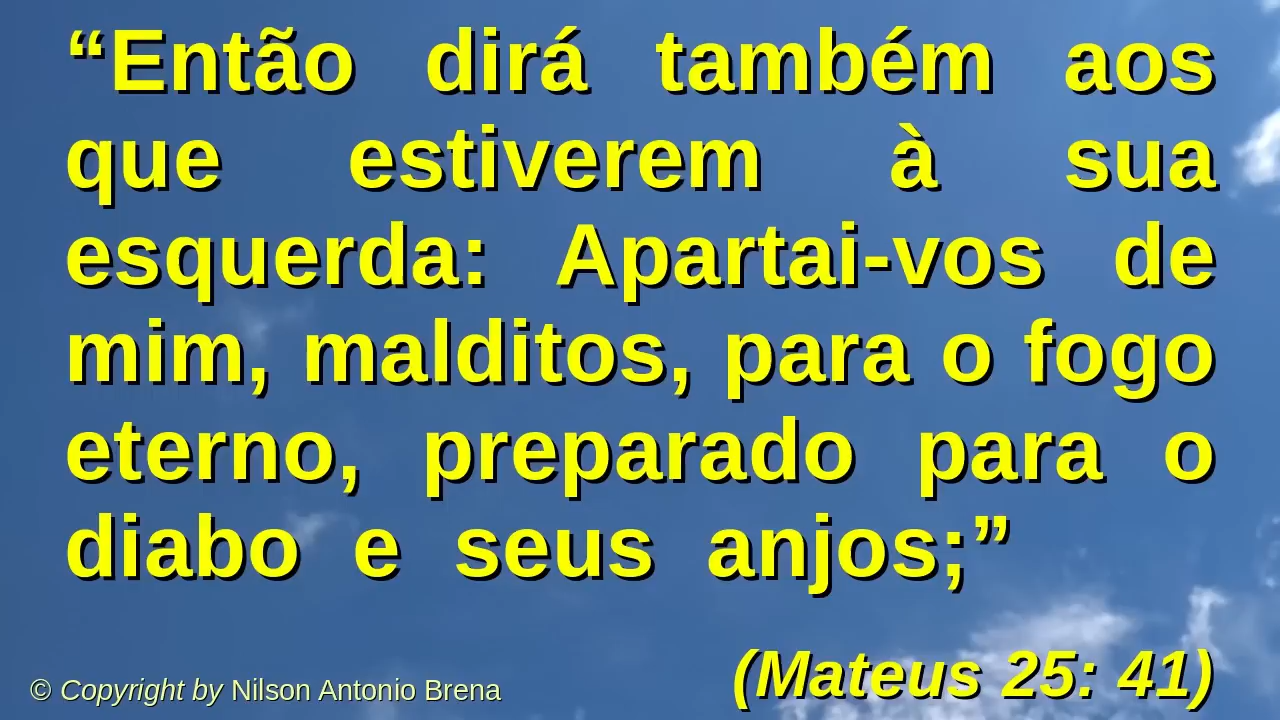 “Então dirá também aos
que estiverem à sua
esquerda: Apartai-vos de
mim, malditos, para o fogo
eterno, preparado para o
diabo e seus anjos;”
(Mateus 25: 41)
© Copyright by Nilson Antonio Brena